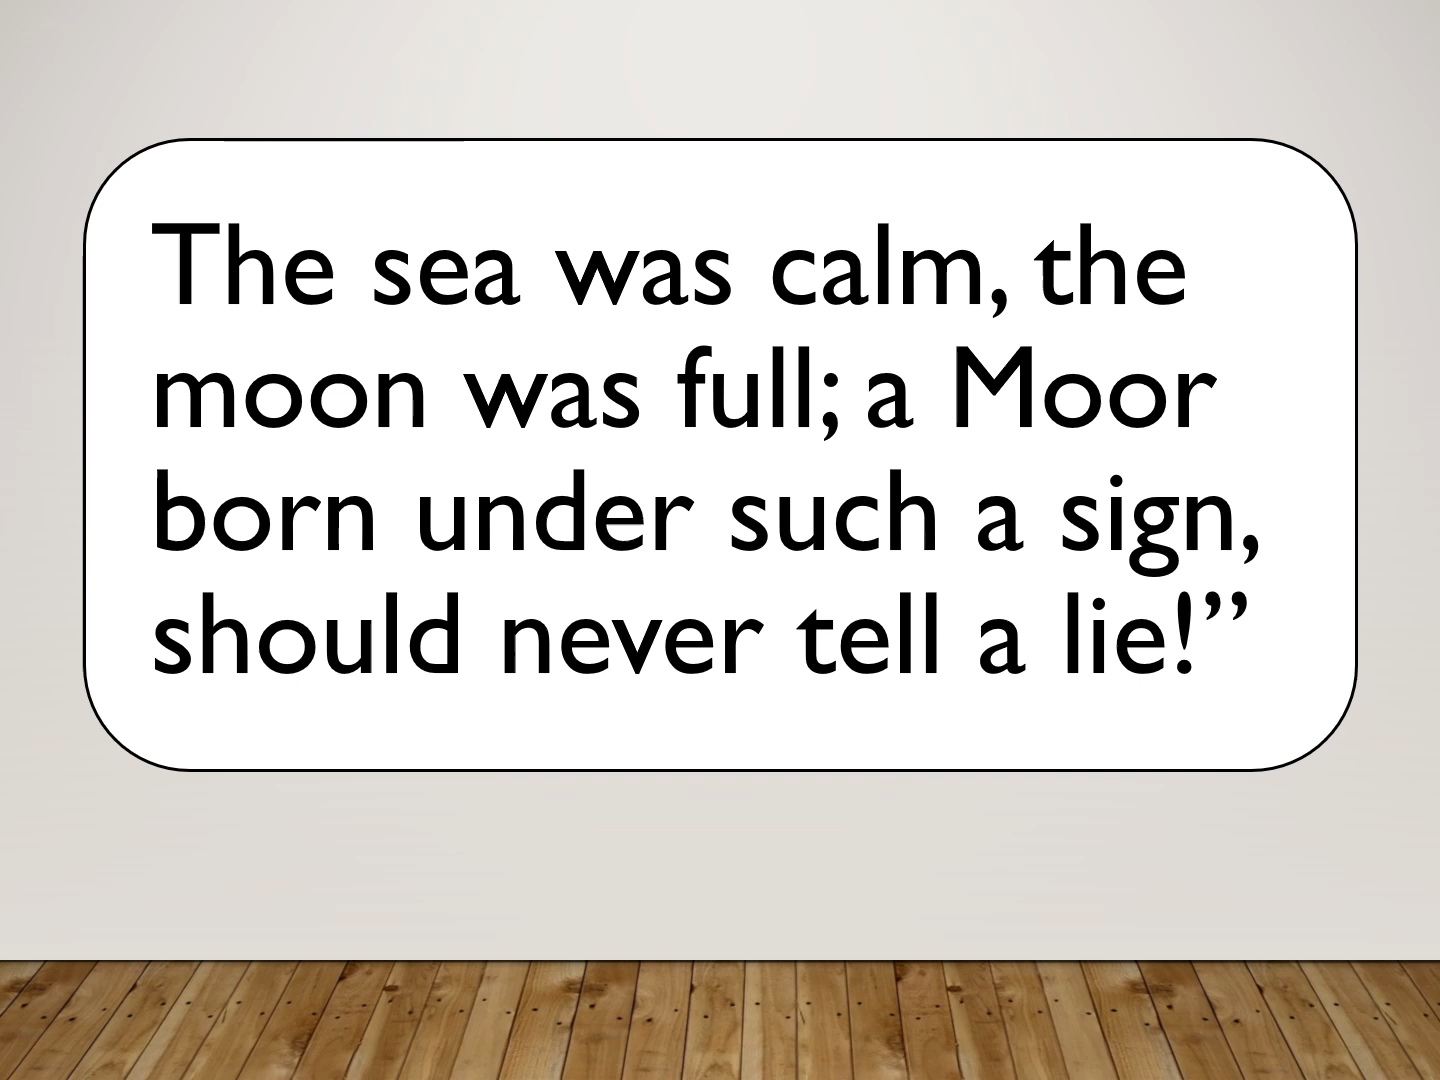 The sea was calm, the
moon was full; a Moor
born under such a sign,
should never tell a lie!”